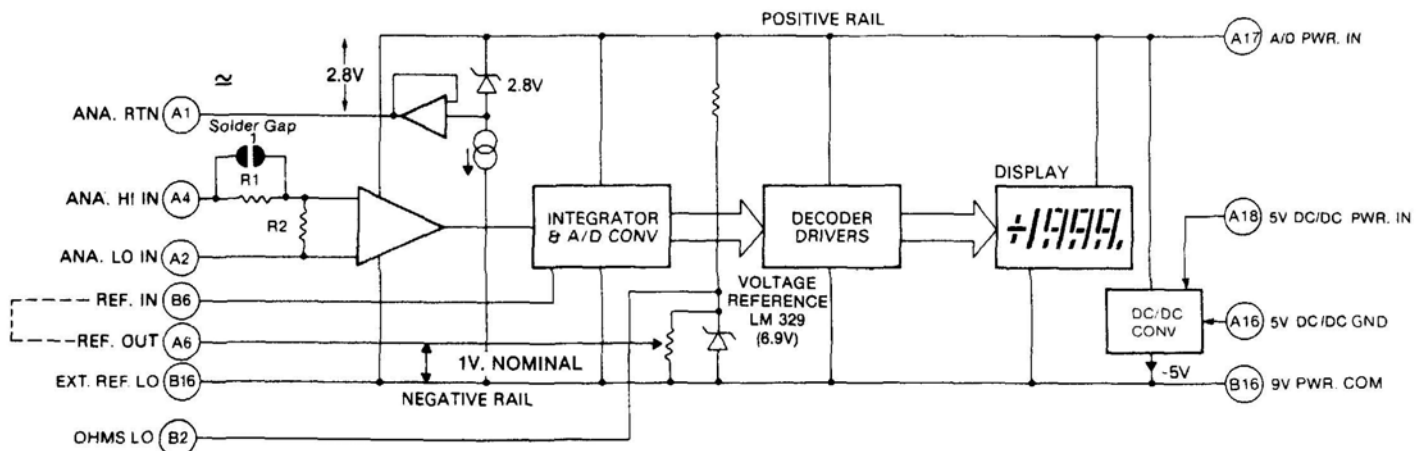 POSITIVE RAIL
A17 A/D PWR. IN
≃
2.8V
2.8V
ANA. RTN A1
Solder Gap
1
R1
ANA. HI IN A4
R2
ANA. LO IN A2
INTEGRATOR
& A/D CONV
DECODER
DRIVERS
DISPLAY
+1999.
A18 5V DC/DC PWR. IN
REF. IN B6
VOLTAGE
REFERENCE
LM 329
(6.9V)
DC/DC
CONV
A16 5V DC/DC GND
REF. OUT A6
1V. NOMINAL
-5V
EXT. REF. LO B16
NEGATIVE RAIL
B16 9V PWR. COM
OHMS LO B2